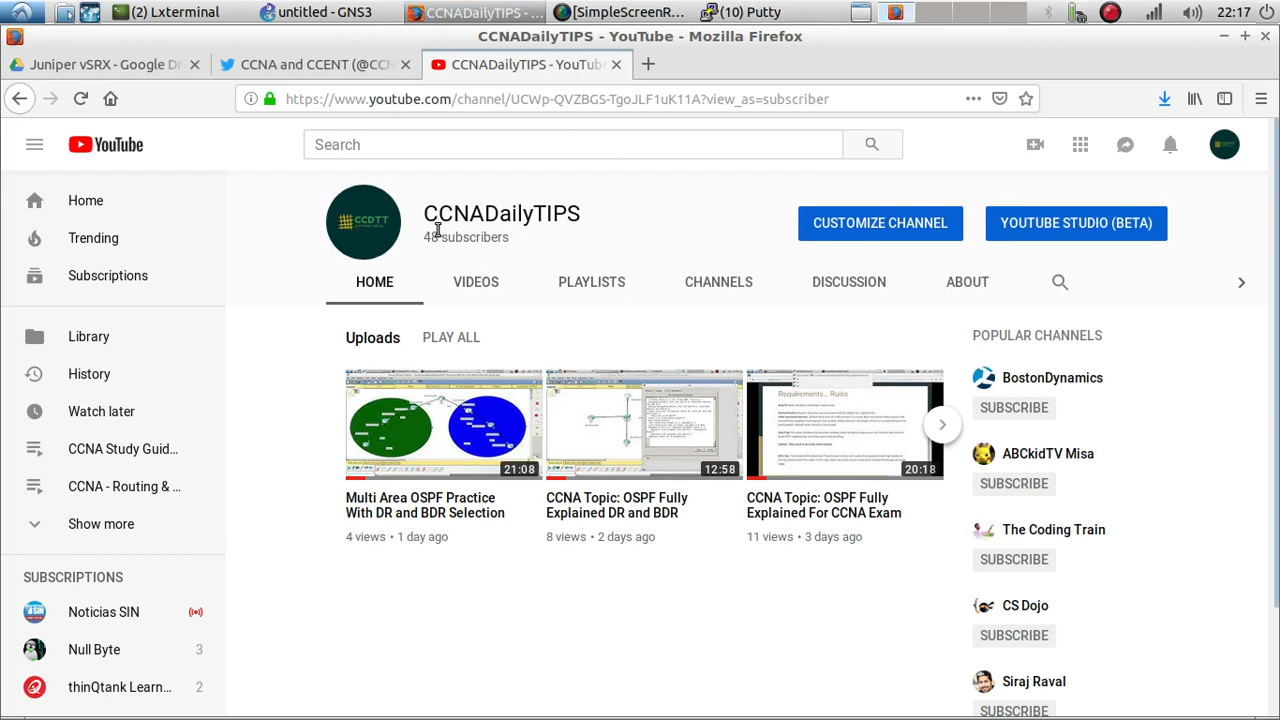 (2) Lxterminal
untitled - GNS3
CCNADailyTIPS - ...
[SimpleScreenR...
(10) Putty
22:17
CCNADailyTIPS - YouTube - Mozilla Firefox
Juniper vSRX - Google Dr
CCNA and CCENT (@CCN
CCNADailyTIPS - YouTube
https://www.youtube.com/channel/UCWp-QVZBGS-TgoJLF1uK11A?view_as=subscriber
YouTube
Search
Home
Trending
Subscriptions
Library
History
Watch later
CCNA Study Guid...
CCNA - Routing & ...
Show more
SUBSCRIPTIONS
Noticias SIN
Null Byte 3
thinQtank Learn... 2
CCDTT
CCNADailyTIPS
48 subscribers
CUSTOMIZE CHANNEL
YOUTUBE STUDIO (BETA)
HOME
VIDEOS
PLAYLISTS
CHANNELS
DISCUSSION
ABOUT
Uploads
PLAY ALL
21:08
Multi Area OSPF Practice
With DR and BDR Selection
4 views • 1 day ago
12:58
CCNA Topic: OSPF Fully
Explained DR and BDR
8 views • 2 days ago
Requirements... Rules
20:18
CCNA Topic: OSPF Fully
Explained For CCNA Exam
11 views • 3 days ago
POPULAR CHANNELS
BostonDynamics
SUBSCRIBE
ABCkidTV Misa
SUBSCRIBE
The Coding Train
SUBSCRIBE
CS Dojo
SUBSCRIBE
Siraj Raval
SUBSCRIBE